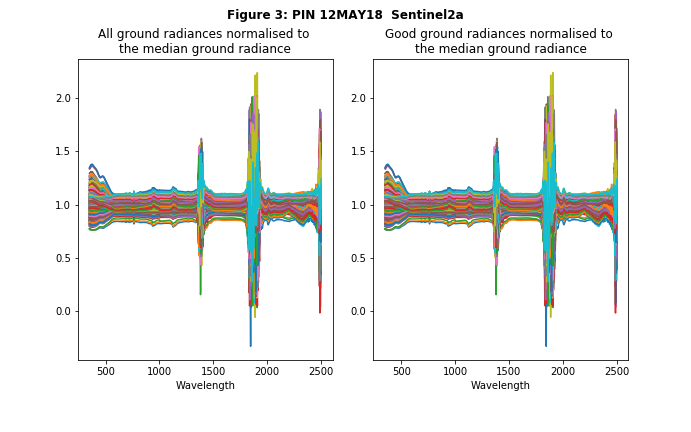 Figure 3: PIN 12MAY18  Sentinel2a
All ground radiances normalised to
the median ground radiance
Good ground radiances normalised to
the median ground radiance
2.0
1.5
1.0
0.5
0.0
500
1000
1500
2000
2500
Wavelength
2.0
1.5
1.0
0.5
0.0
500
1000
1500
2000
2500
Wavelength